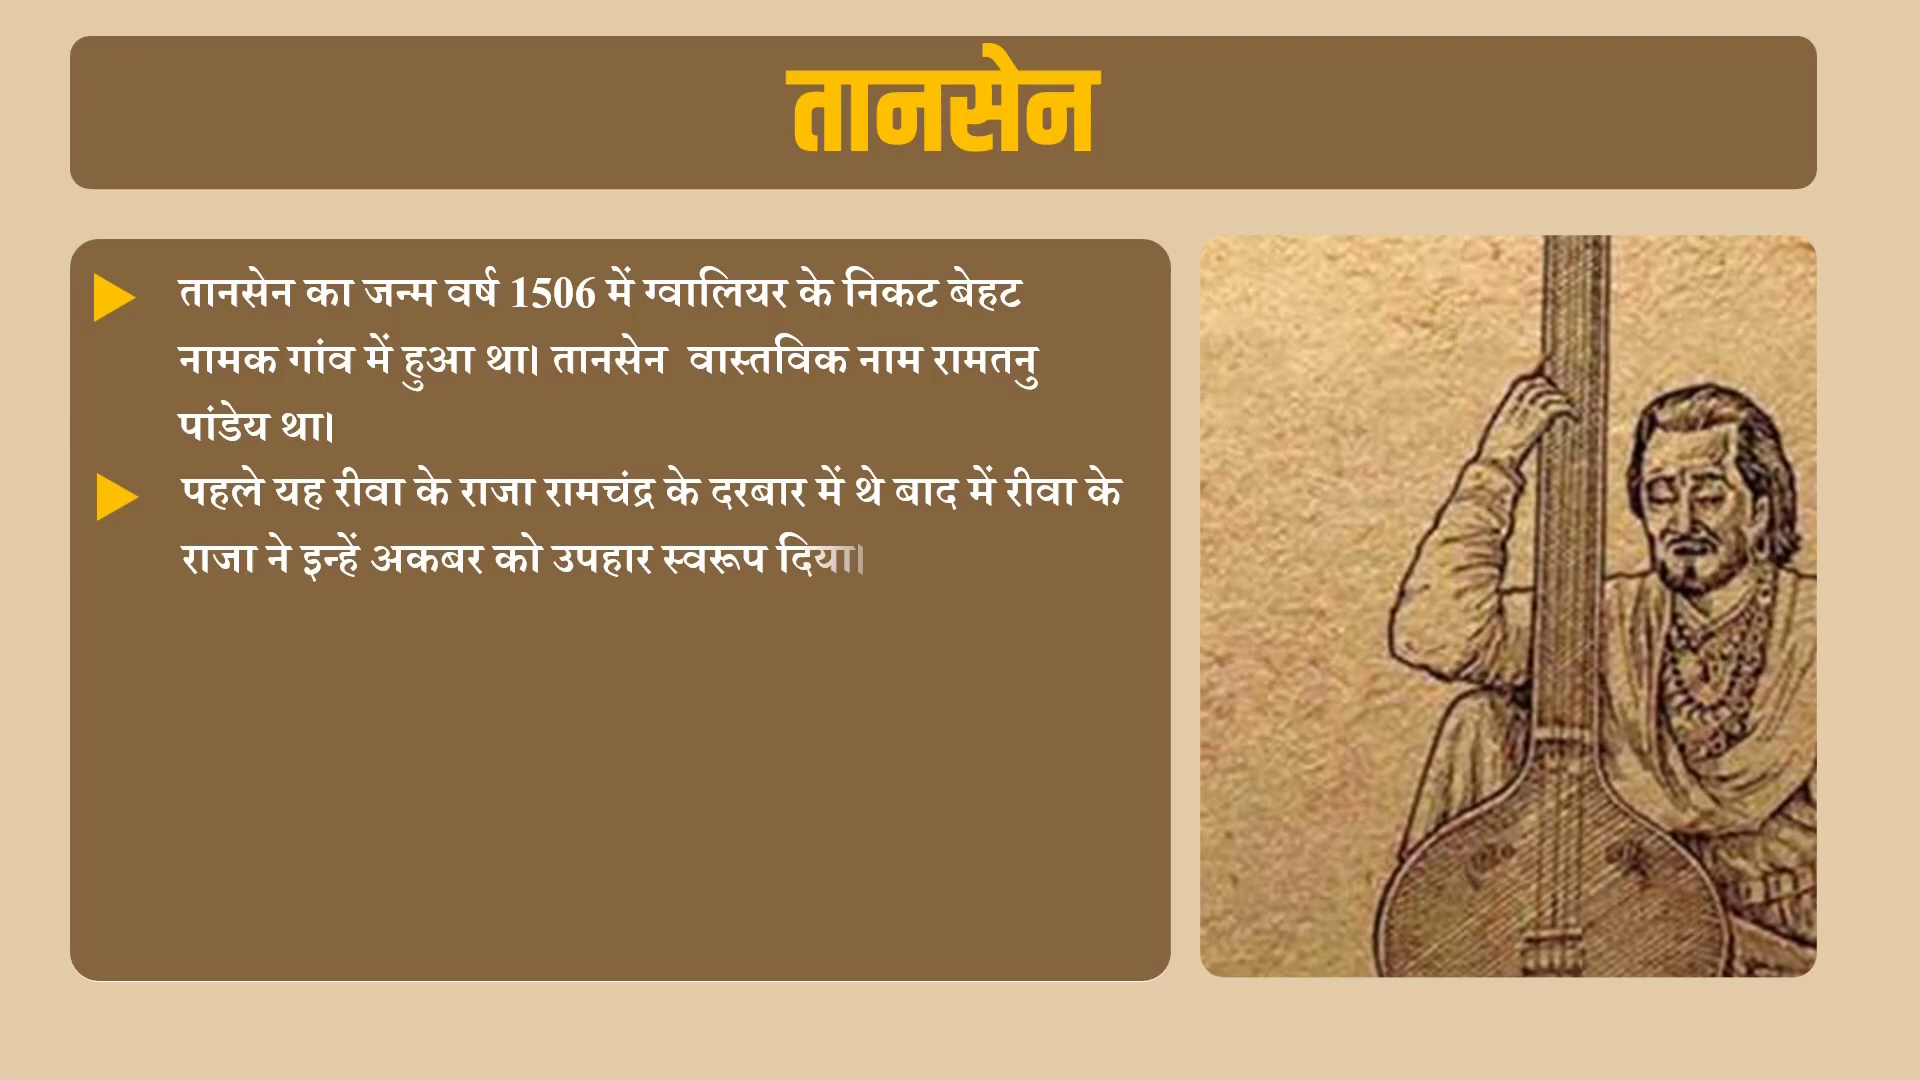 तानसेन
तानसेन का जन्म वर्ष 1506 में ग्वालियर के निकट बेहट
नामक गांव में हुआ था। तानसेन वास्तविक नाम रामतनु
पांडेय था।
पहले यह रीवा के राजा रामचंद्र के दरबार में थे बाद में रीवा के
राजा ने इन्हें अकबर को उपहार स्वरूप दिया।